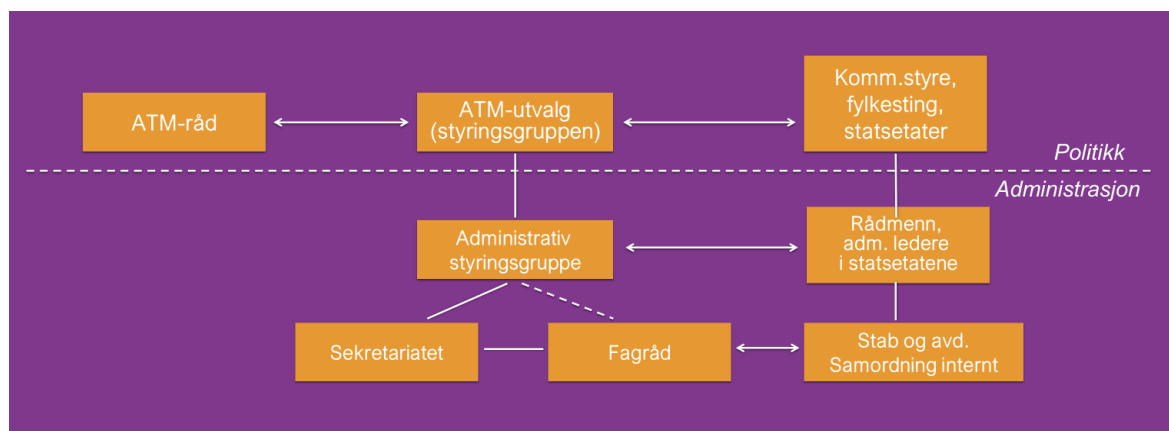 ATM-råd
ATM-utvalg
(styringsgruppen)
Komm.styre,
fylkesting,
statsetater
Politikk
Administrasjon
Administrativ
styringsgruppe
Rådmenn,
adm. ledere
i statsetatene
Sekretariatet
Fagråd
Stab og avd.
Samordning internt